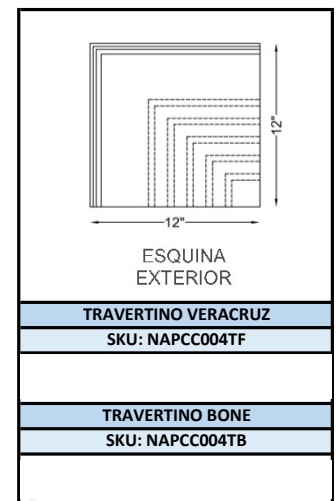 12"
12"
ESQUINA
EXTERIOR
TRAVERTINO VERACRUZ
SKU: NAPCC004TF
TRAVERTINO BONE
SKU: NAPCC004TB